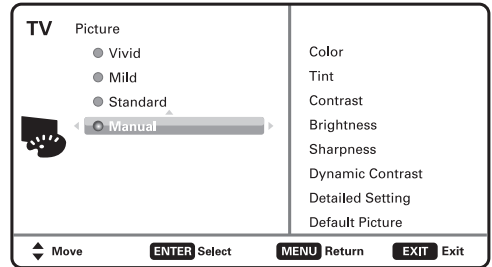 TV Picture
Vivid
Mild
Standard
Manual
Color
Tint
Contrast
Brightness
Sharpness
Dynamic Contrast
Detailed Setting
Default Picture
Move ENTER Select MENU Return EXIT Exit